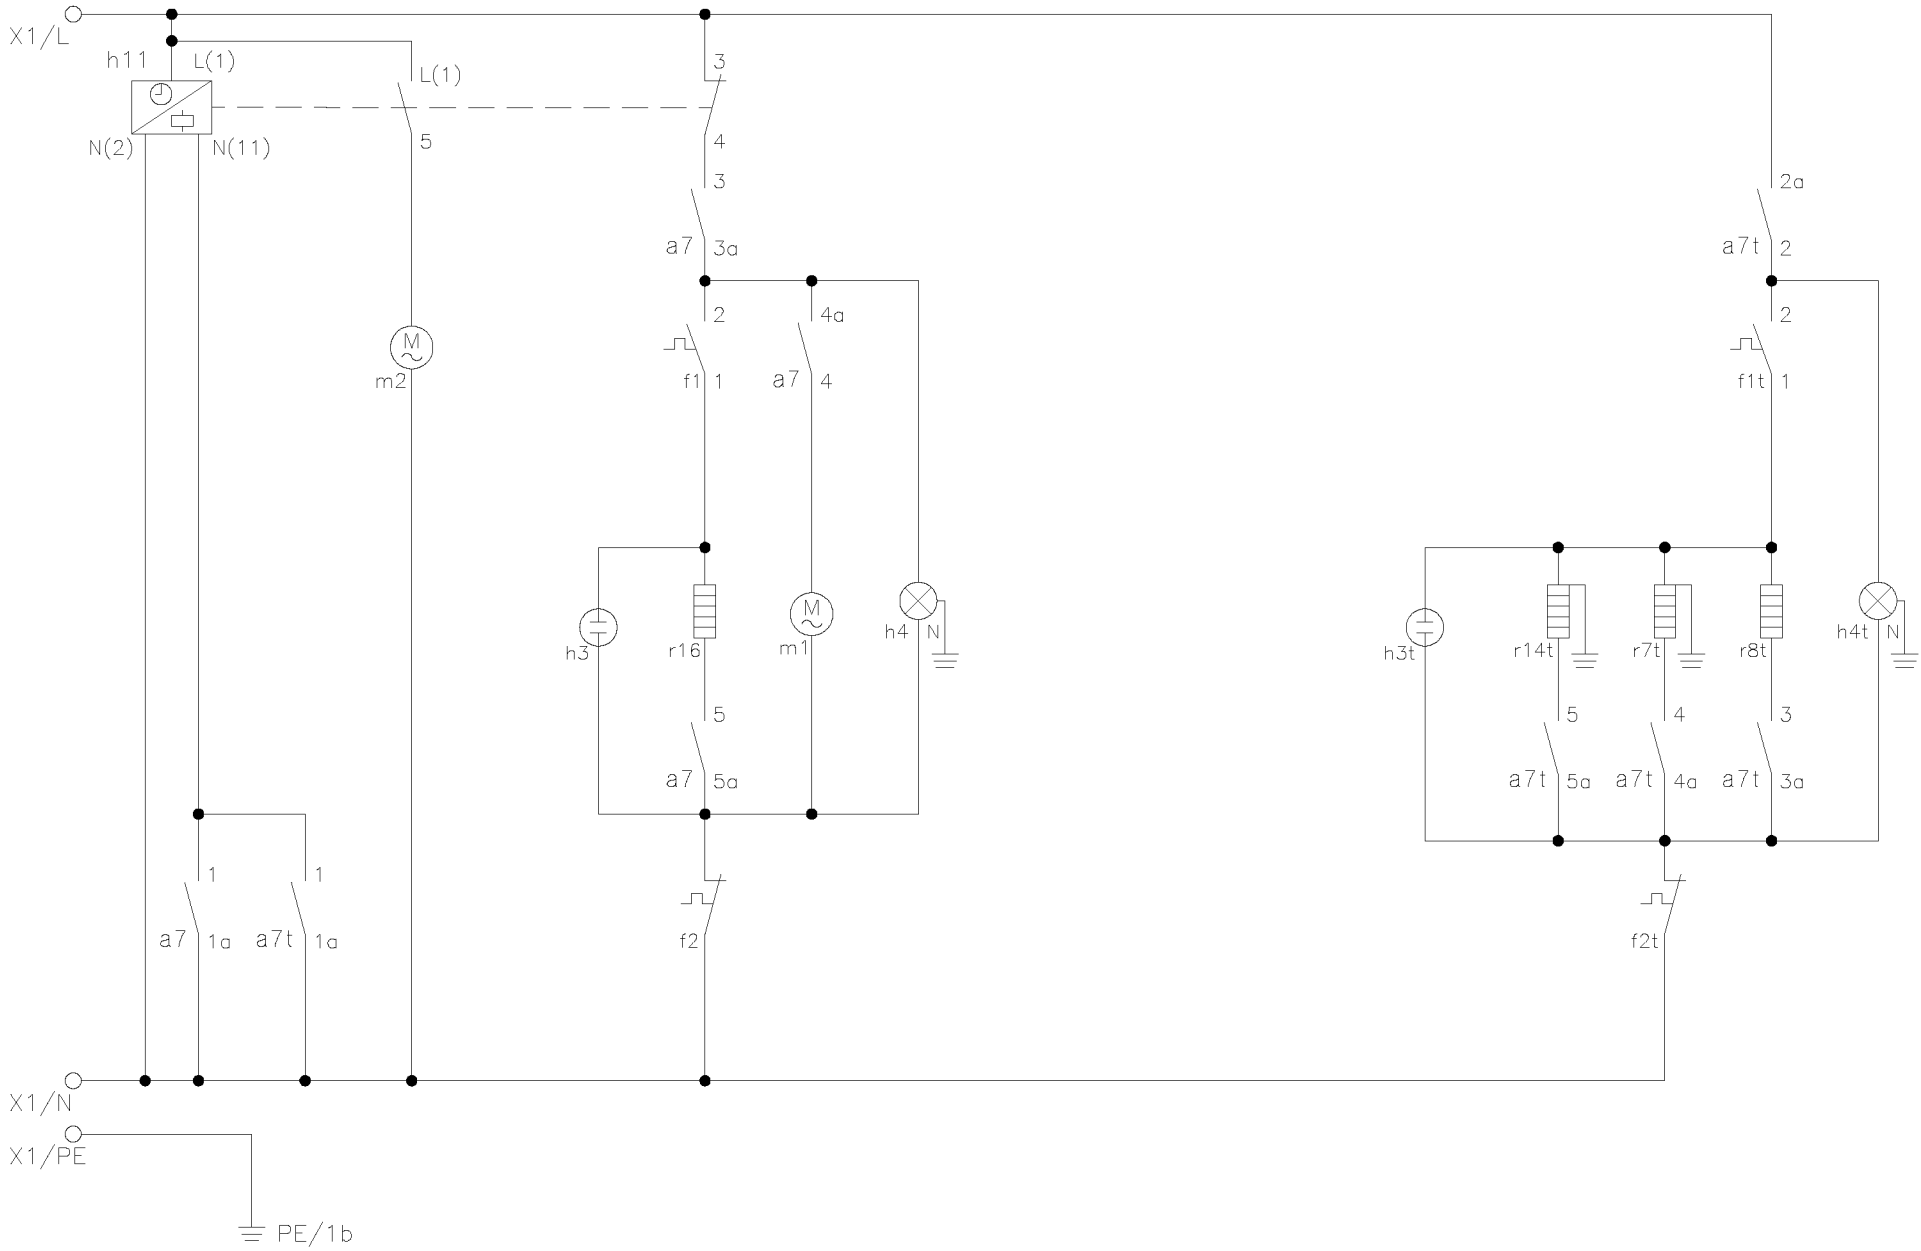 X1/L
h11 L(1)
L(1)
3
N(2) N(11)
5
4
3
a7 3a
2a
a7t 2
2
4a
2
M
m2
f1 1
a7 4
f1t 1
M
h3
r16
m1
h4 N
h3t
r14t
r7t
r8t
h4t N
5
a7 5a
5
a7t 5a
4
a7t 4a
3
a7t 3a
1
a7 1a
1
a7t 1a
f2
f2t
X1/N
X1/PE
PE/1b